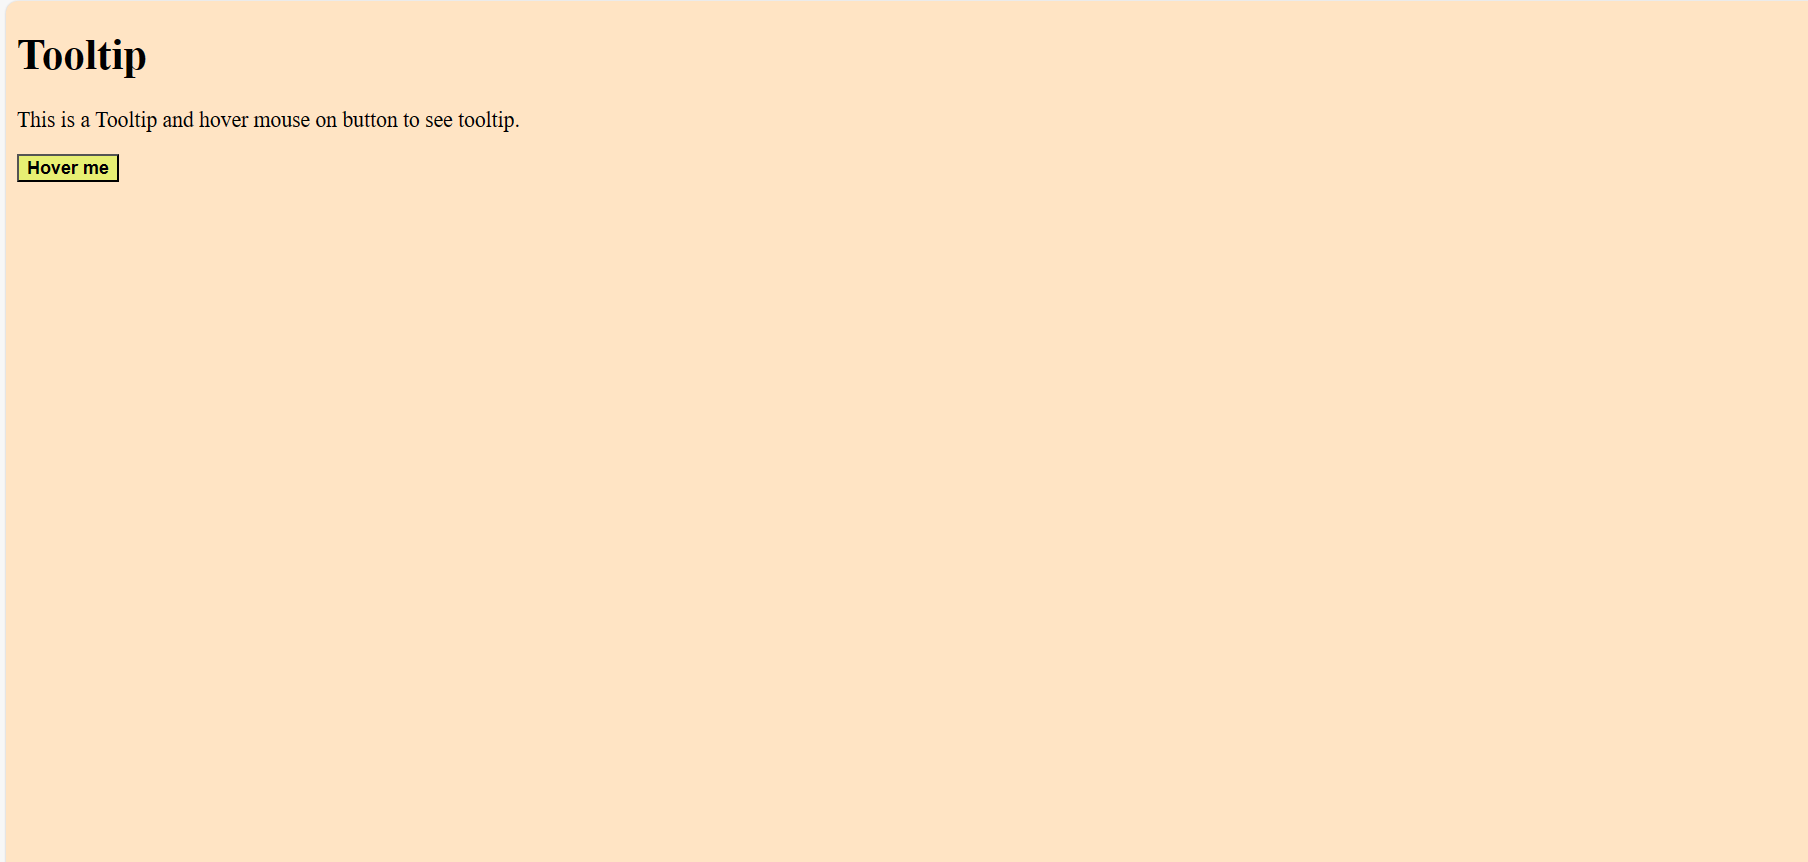 Tooltip
This is a Tooltip and hover mouse on button to see tooltip.
Hover me